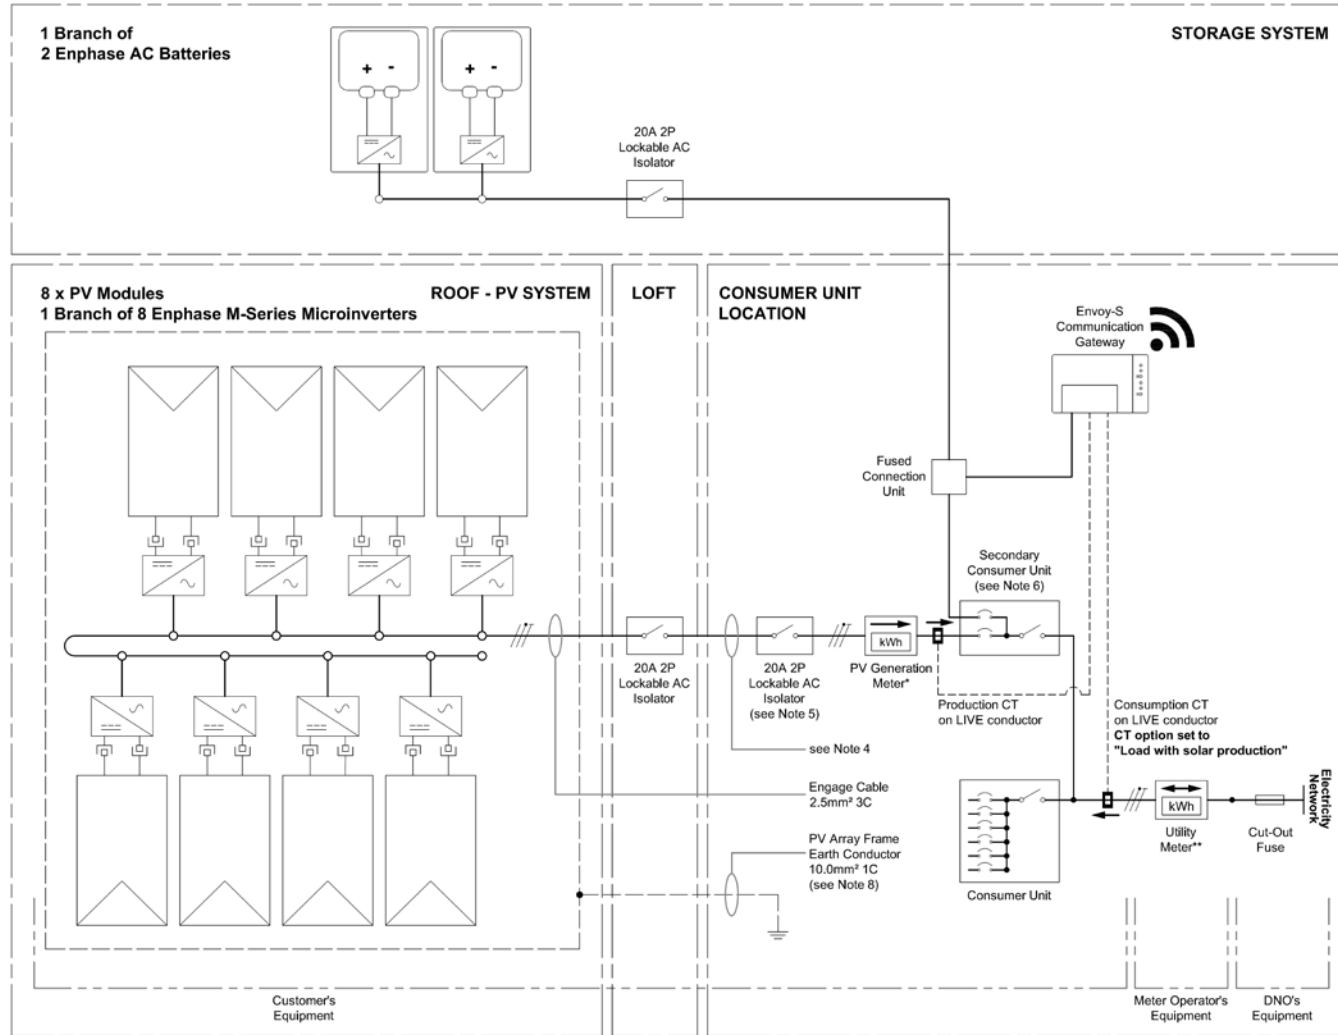 1 Branch of
2 Enphase AC Batteries
STORAGE SYSTEM
+ -
+ -
20A 2P
Lockable AC
Isolator
8 x PV Modules
1 Branch of 8 Enphase M-Series Microinverters
ROOF - PV SYSTEM
LOFT
CONSUMER UNIT
LOCATION
Envoy-S
Communication
Gateway
Fused
Connection
Unit
Secondary
Consumer Unit
(see Note 6)
20A 2P
Lockable AC
Isolator
20A 2P
Lockable AC
Isolator
(see Note 5)
kWh
PV Generation
Meter*
Production CT
on LIVE conductor
Consumption CT
on LIVE conductor
CT option set to
"Load with solar production"
see Note 4
Engage Cable
2.5mm² 3C
PV Array Frame
Earth Conductor
10.0mm² 1C
(see Note 8)
Consumer Unit
kWh
Utility
Meter**
Cut-Out
Fuse
Electricity
Network
Customer's
Equipment
Meter Operator's
Equipment
DNO's
Equipment